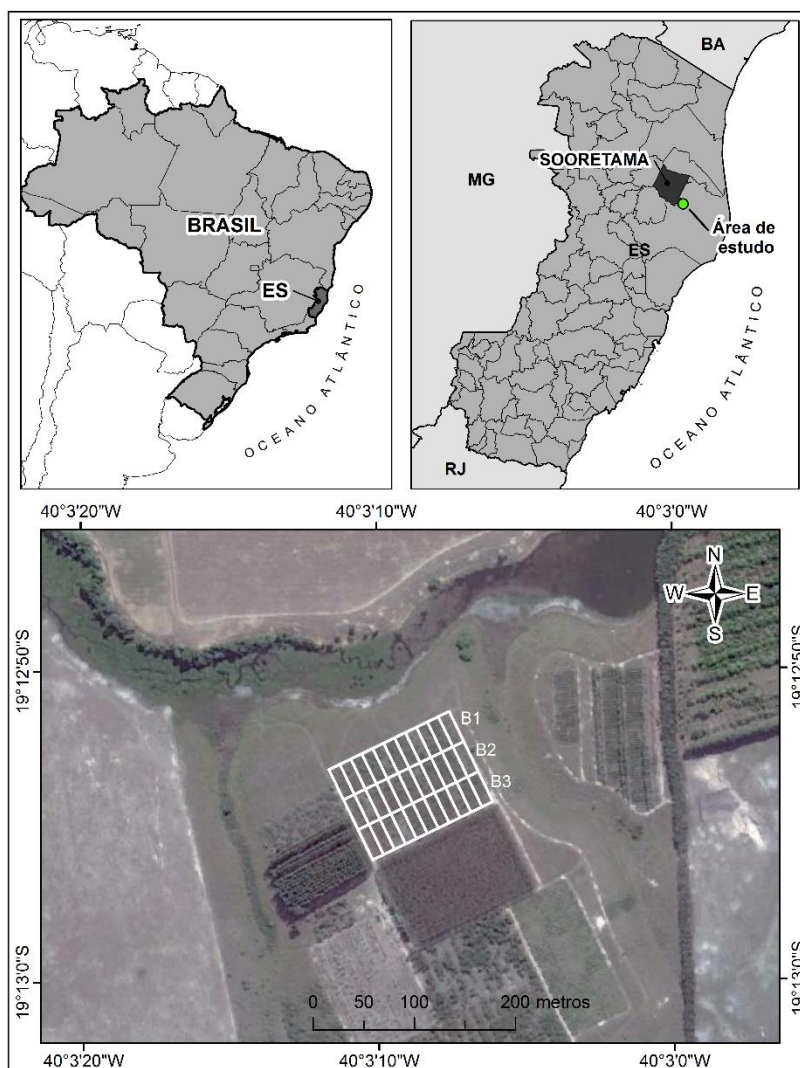 BRASIL
ES
OCEANO ATLÂNTICO
BA
MG
SOORETAMA
Área de
estudo
ES
RJ
OCEANO ATLÂNTICO
40°3'20"W 40°3'10"W 40°3'0"W
N
W E
S
19°12'50"S 19°12'50"S
B1
B2
B3
19°13'0"S 19°13'0"S
0 50 100 200 metros
40°3'20"W 40°3'10"W 40°3'0"W